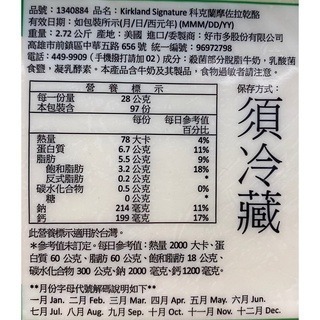 品號：1340884 品名：Kirkland Signature 科克蘭摩佐拉乾酪
有效日期：如包裝所示(月/日/西元年) (MMM/DD/YY)
重量：2.72 公斤 產地：美國 進口/委製商：好市多股份有限公司
高雄市前鎮區中華五路 656 號 統一編號：96972798
電話：449-9909 (手機撥打請加 02) 成分：殺菌部分脫脂牛奶、乳酸菌
食鹽，凝乳酵素。本產品含牛奶及其製品，食物過敏者請注意。
營養標示
每一份量 28 公克
本包裝含 97 份
每份 每日參考值百分比
熱量 78 大卡 4%
蛋白質 6.7 公克 11%
脂肪 5.5 公克 9%
飽和脂肪 3.2 公克 18%
反式脂肪 0.2 公克 *
碳水化合物 0.5 公克 0%
糖 0 公克 *
鈉 214 毫克 11%
鈣 199 毫克 17%
保存方式：
須冷藏
此營養標示適用於台灣。
*參考值未訂定。每日參考值：熱量 2000 大卡、蛋
白質 60 公克、脂肪 60 公克、飽和脂肪 18 公克、
碳水化合物 300 公克、鈉 2000 毫克、鈣 1200 毫克。
**月份字母代號解碼說明如下**
一月 Jan. 二月 Feb. 三月 Mar. 四月 Apr. 五月 May. 六月 Jun.
七月 Jul. 八月 Aug. 九月 Sep. 十月 Oct. 十一月 Nov. 十二月 Dec.